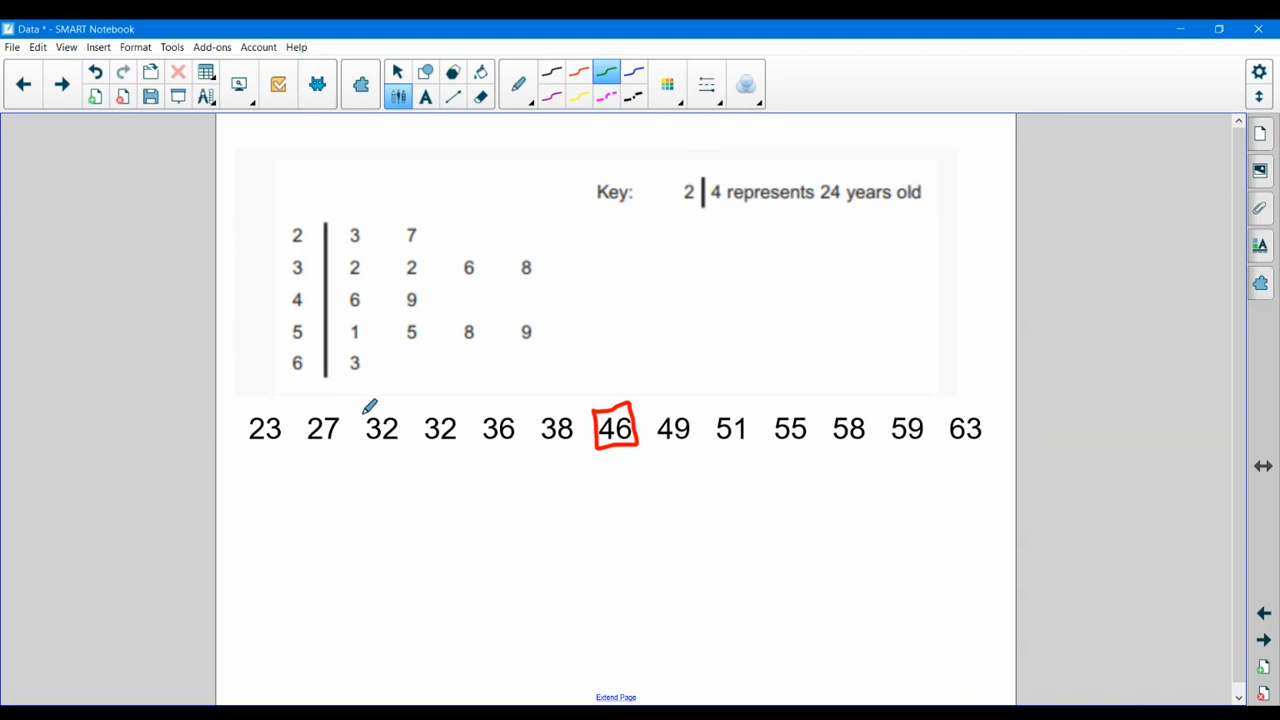 Data * - SMART Notebook
File Edit View Insert Format Tools Add-ons Account Help
Key: 2 4 represents 24 years old
2 3 7
3 2 2 6 8
4 6 9
5 1 5 8 9
6 3
23 27 32 32 36 38 46 49 51 55 58 59 63
Extend Page